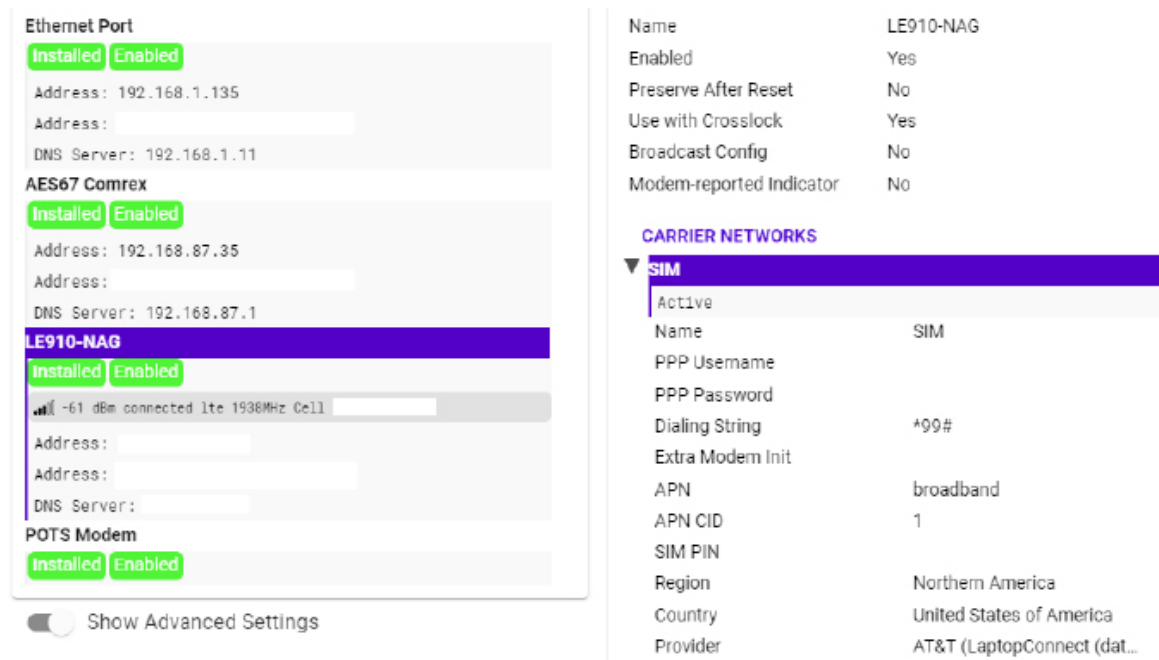 Ethernet Port
Installed Enabled
Address: 192.168.1.135
Address:
DNS Server: 192.168.1.11
AES67 Comrex
Installed Enabled
Address: 192.168.87.35
Address:
DNS Server: 192.168.87.1
LE910-NAG
Installed Enabled
-61 dBm connected lte 1938MHz Cell
Address:
Address:
DNS Server:
POTS Modem
Installed Enabled
Show Advanced Settings
Name LE910-NAG
Enabled Yes
Preserve After Reset No
Use with Crosslock Yes
Broadcast Config No
Modem-reported Indicator No
CARRIER NETWORKS
SIM
Active
Name SIM
PPP Username
PPP Password
Dialing String *99#
Extra Modem Init
APN broadband
APN CID 1
SIM PIN
Region Northern America
Country United States of America
Provider AT&T (LaptopConnect (dat...